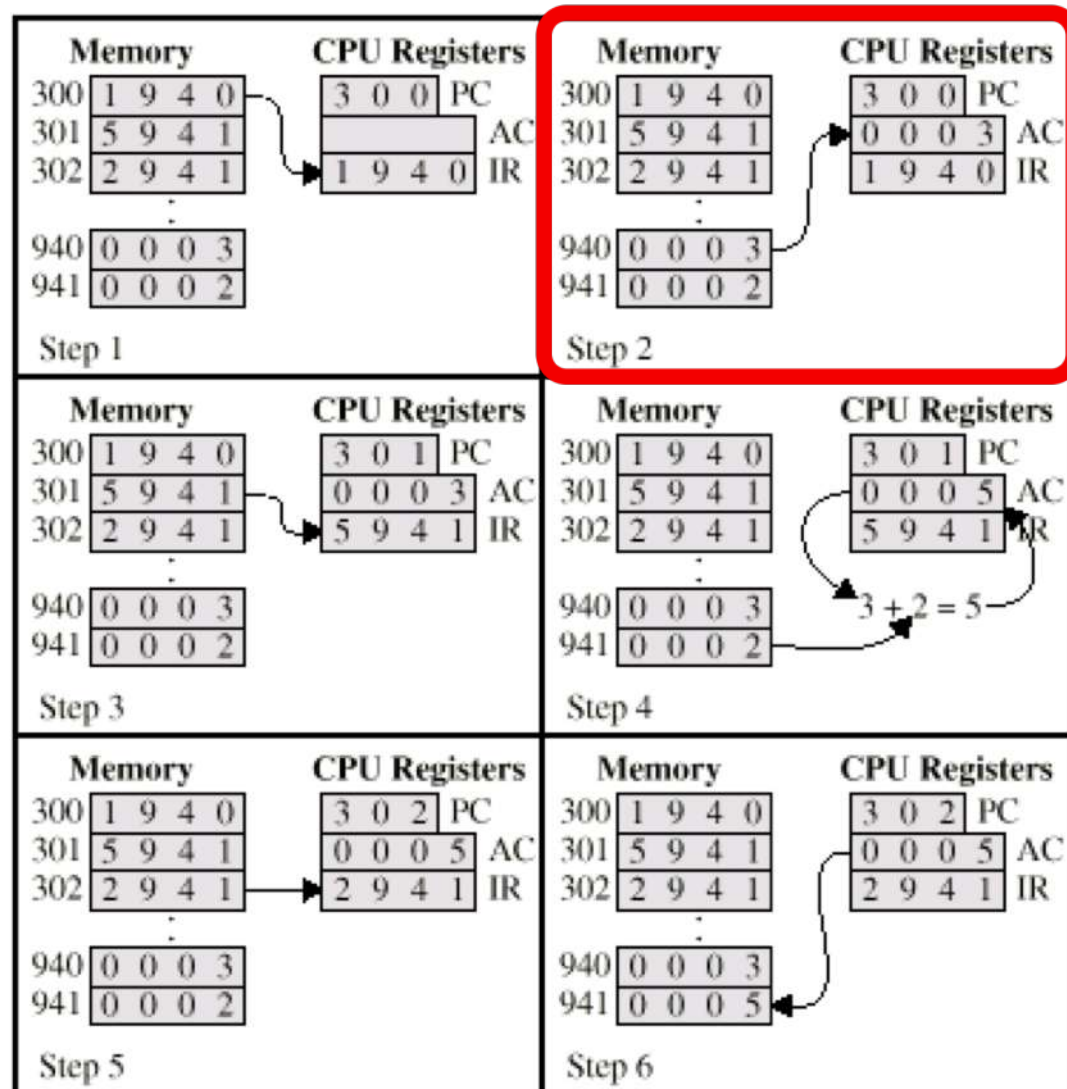 Memory CPU Registers
300 1 9 4 0 3 0 0 PC
301 5 9 4 1 AC
302 2 9 4 1 1 9 4 0 IR
:
940 0 0 0 3
941 0 0 0 2
Step 1
Memory CPU Registers
300 1 9 4 0 3 0 0 PC
301 5 9 4 1 0 0 0 3 AC
302 2 9 4 1 1 9 4 0 IR
:
940 0 0 0 3
941 0 0 0 2
Step 2
Memory CPU Registers
300 1 9 4 0 3 0 1 PC
301 5 9 4 1 0 0 0 3 AC
302 2 9 4 1 5 9 4 1 IR
:
940 0 0 0 3
941 0 0 0 2
Step 3
Memory CPU Registers
300 1 9 4 0 3 0 1 PC
301 5 9 4 1 0 0 0 5 AC
302 2 9 4 1 5 9 4 1 IR
:
940 0 0 0 3 3 + 2 = 5
941 0 0 0 2
Step 4
Memory CPU Registers
300 1 9 4 0 3 0 2 PC
301 5 9 4 1 0 0 0 5 AC
302 2 9 4 1 2 9 4 1 IR
:
940 0 0 0 3
941 0 0 0 2
Step 5
Memory CPU Registers
300 1 9 4 0 3 0 2 PC
301 5 9 4 1 0 0 0 5 AC
302 2 9 4 1 2 9 4 1 IR
:
940 0 0 0 3
941 0 0 0 5
Step 6